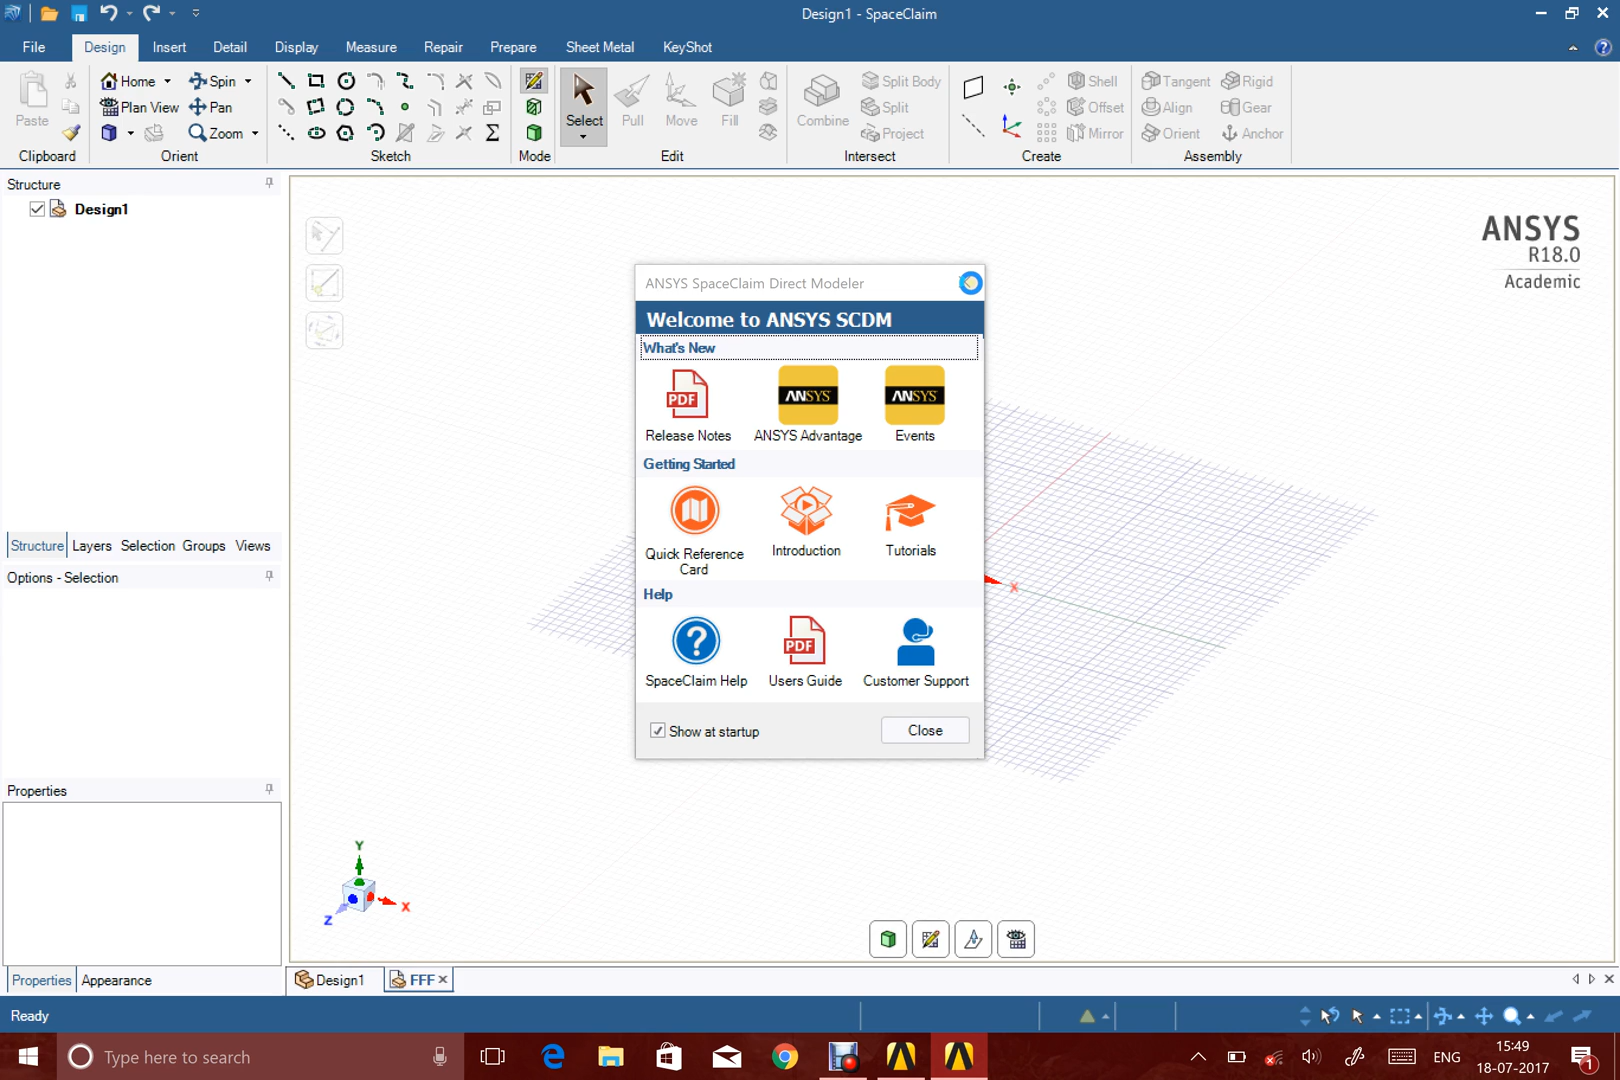 Design1 - SpaceClaim
File Design Insert Detail Display Measure Repair Prepare Sheet Metal KeyShot
Paste
Clipboard
Home Spin
Plan View Pan
Zoom
Orient
Sketch
Mode
Select Pull Move Fill
Edit
Combine
Split Body
Split
Project
Intersect
Shell
Offset
Mirror
Create
Tangent Rigid
Align Gear
Orient Anchor
Assembly
Structure
Design1
Structure Layers Selection Groups Views
Options - Selection
Properties
Properties Appearance
ANSYS
R18.0
Academic
ANSYS SpaceClaim Direct Modeler
Welcome to ANSYS SCDM
What's New
PDF ANSYS ANSYS
Release Notes ANSYS Advantage Events
Getting Started
Quick Reference Card Introduction Tutorials
Help
PDF
SpaceClaim Help Users Guide Customer Support
Show at startup Close
X
Y
Z X
Design1 FFF
Ready
Type here to search
ENG
15:49
18-07-2017
1